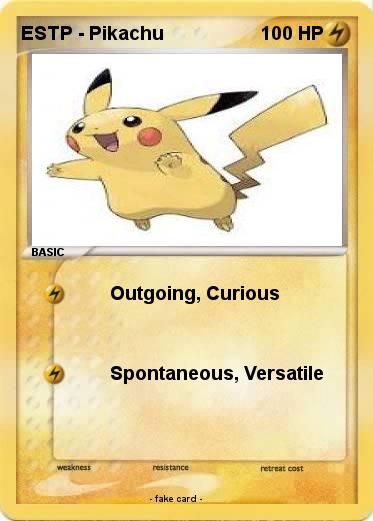 ESTP - Pikachu 100 HP
BASIC
Outgoing, Curious
Spontaneous, Versatile
weakness resistance retreat cost
- fake card -